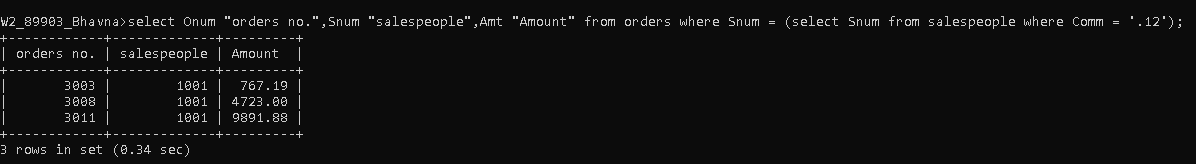 W2_89903_Bhavna>select Onum "orders no.",Snum "salespeople",Amt "Amount" from orders where Snum = (select Snum from salespeople where Comm = '.12');
+------------+-------------+---------+
| orders no. | salespeople | Amount  |
+------------+-------------+---------+
|       3003 |        1001 |  767.19 |
|       3008 |        1001 | 4723.00 |
|       3011 |        1001 | 9891.88 |
+------------+-------------+---------+
3 rows in set (0.34 sec)